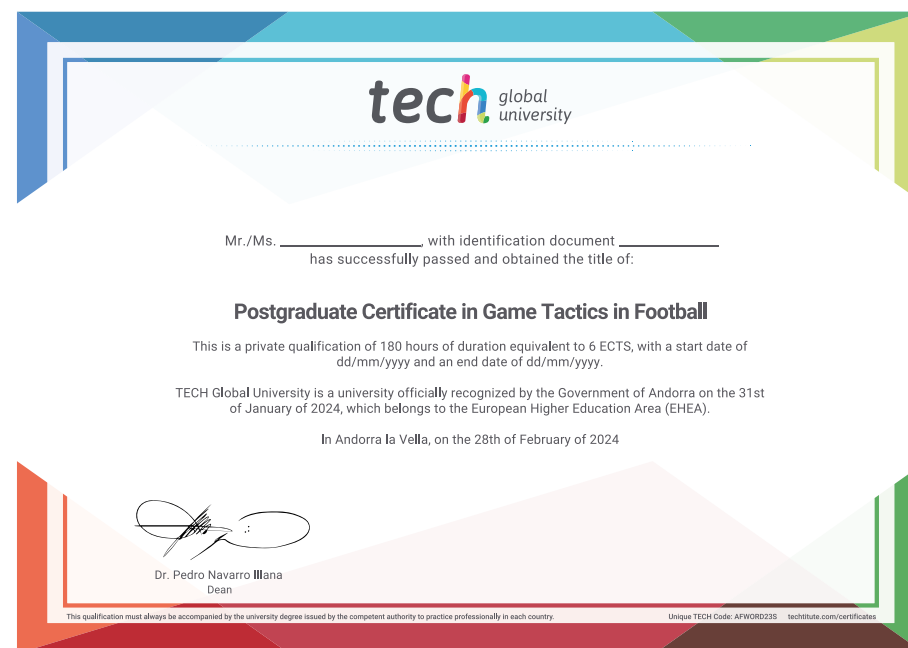 tech global university
Mr./Ms. ____________________, with identification document ______________
has successfully passed and obtained the title of:
Postgraduate Certificate in Game Tactics in Football
This is a private qualification of 180 hours of duration equivalent to 6 ECTS, with a start date of
dd/mm/yyyy and an end date of dd/mm/yyyy.
TECH Global University is a university officially recognized by the Government of Andorra on the 31st
of January of 2024, which belongs to the European Higher Education Area (EHEA).
In Andorra la Vella, on the 28th of February of 2024
Dr. Pedro Navarro Illana
Dean
This qualification must always be accompanied by the university degree issued by the competent authority to practice professionally in each country.
Unique TECH Code: AFWORD23S techtitute.com/certificates